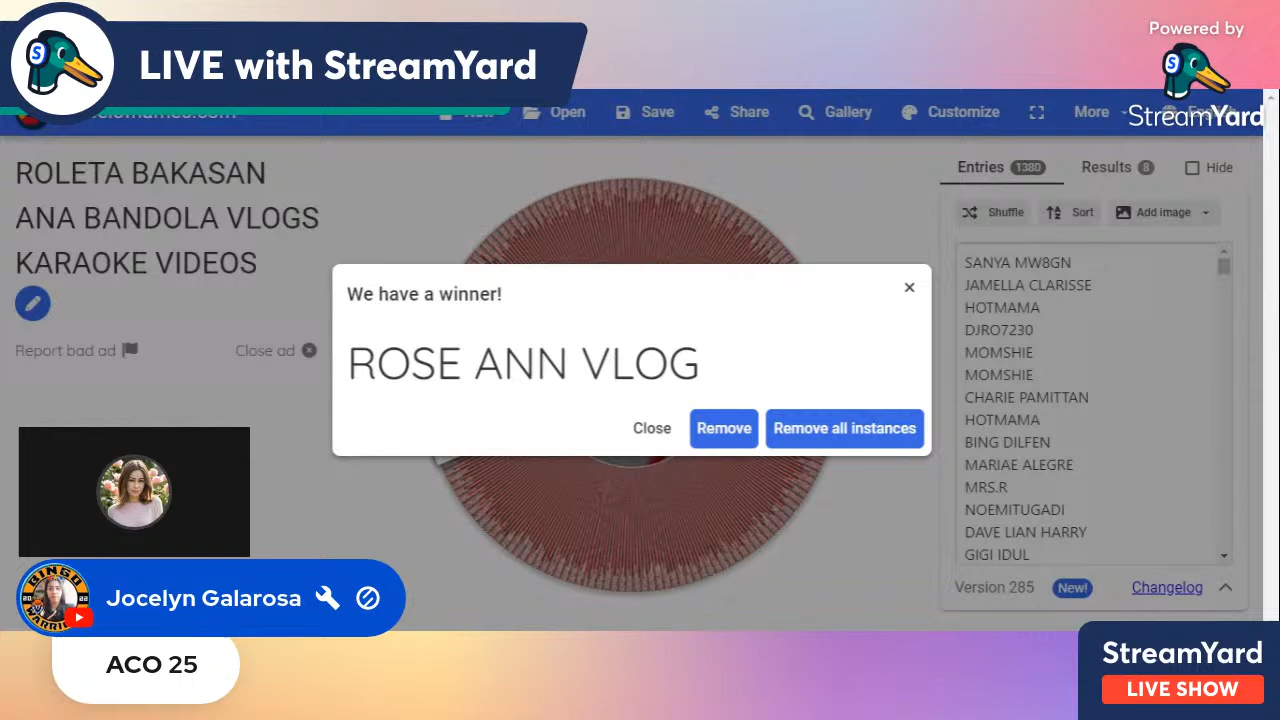 LIVE with StreamYard
Powered by
StreamYard
Open
Save
Share
Gallery
Customize
More
ROLETA BAKASAN
ANA BANDOLA VLOGS
KARAOKE VIDEOS
Report bad ad
Close ad
Entries 1380
Results 8
Hide
Shuffle
Sort
Add image
SANYA MW8GN
JAMELLA CLARISSE
HOTMAMA
DJRO7230
MOMSHIE
MOMSHIE
CHARIE PAMITTAN
HOTMAMA
BING DILFEN
MARIAE ALEGRE
MRS.R
NOEMITUGADI
DAVE LIAN HARRY
GIGI IDUL
Version 285 New! Changelog
We have a winner!
ROSE ANN VLOG
Close
Remove
Remove all instances
BINGO
2022
Jocelyn Galarosa
ACO 25
StreamYard
LIVE SHOW